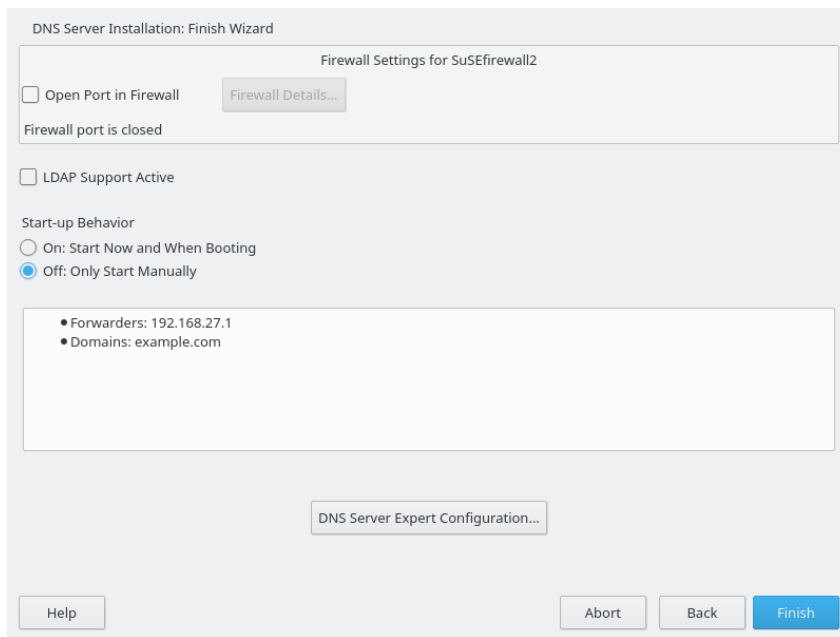 DNS Server Installation: Finish Wizard
Firewall Settings for SuSEfirewall2
Open Port in Firewall
Firewall Details...
Firewall port is closed
LDAP Support Active
Start-up Behavior
On: Start Now and When Booting
Off: Only Start Manually
• Forwarders: 192.168.27.1
• Domains: example.com
DNS Server Expert Configuration...
Help
Abort
Back
Finish